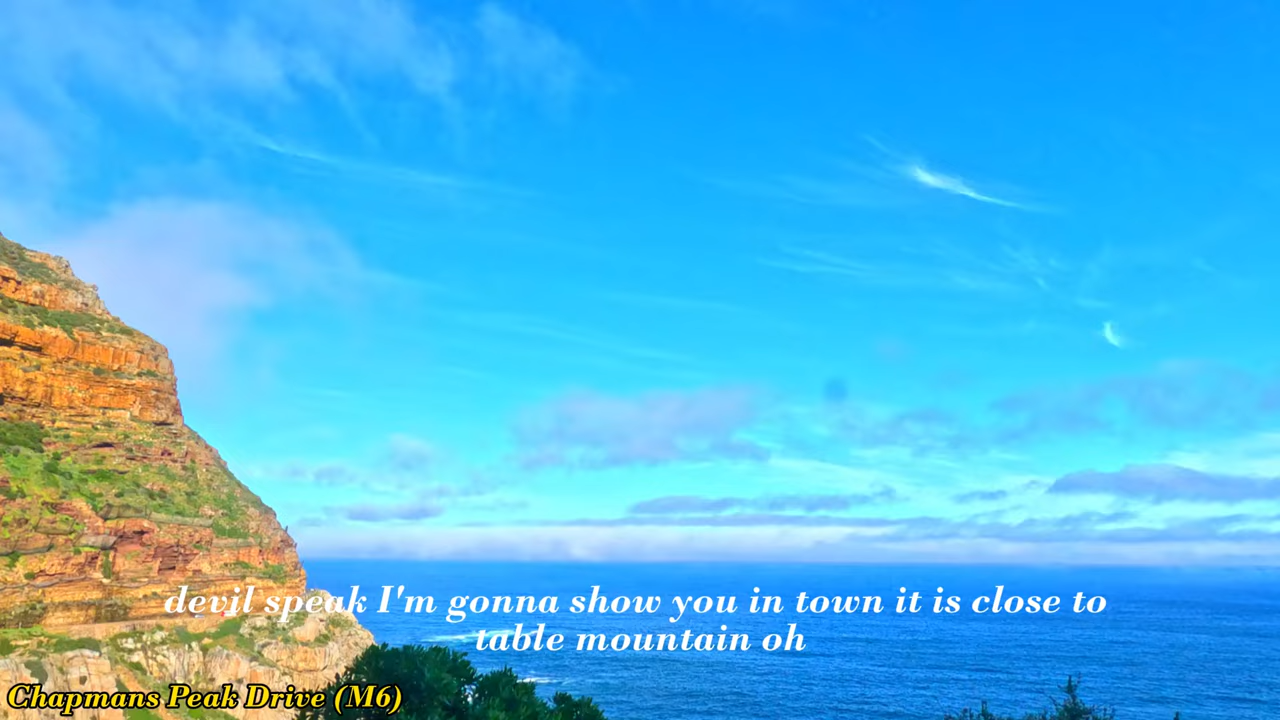 devil speak I'm gonna show you in town it is close to
table mountain oh
Chapmans Peak Drive (M6)